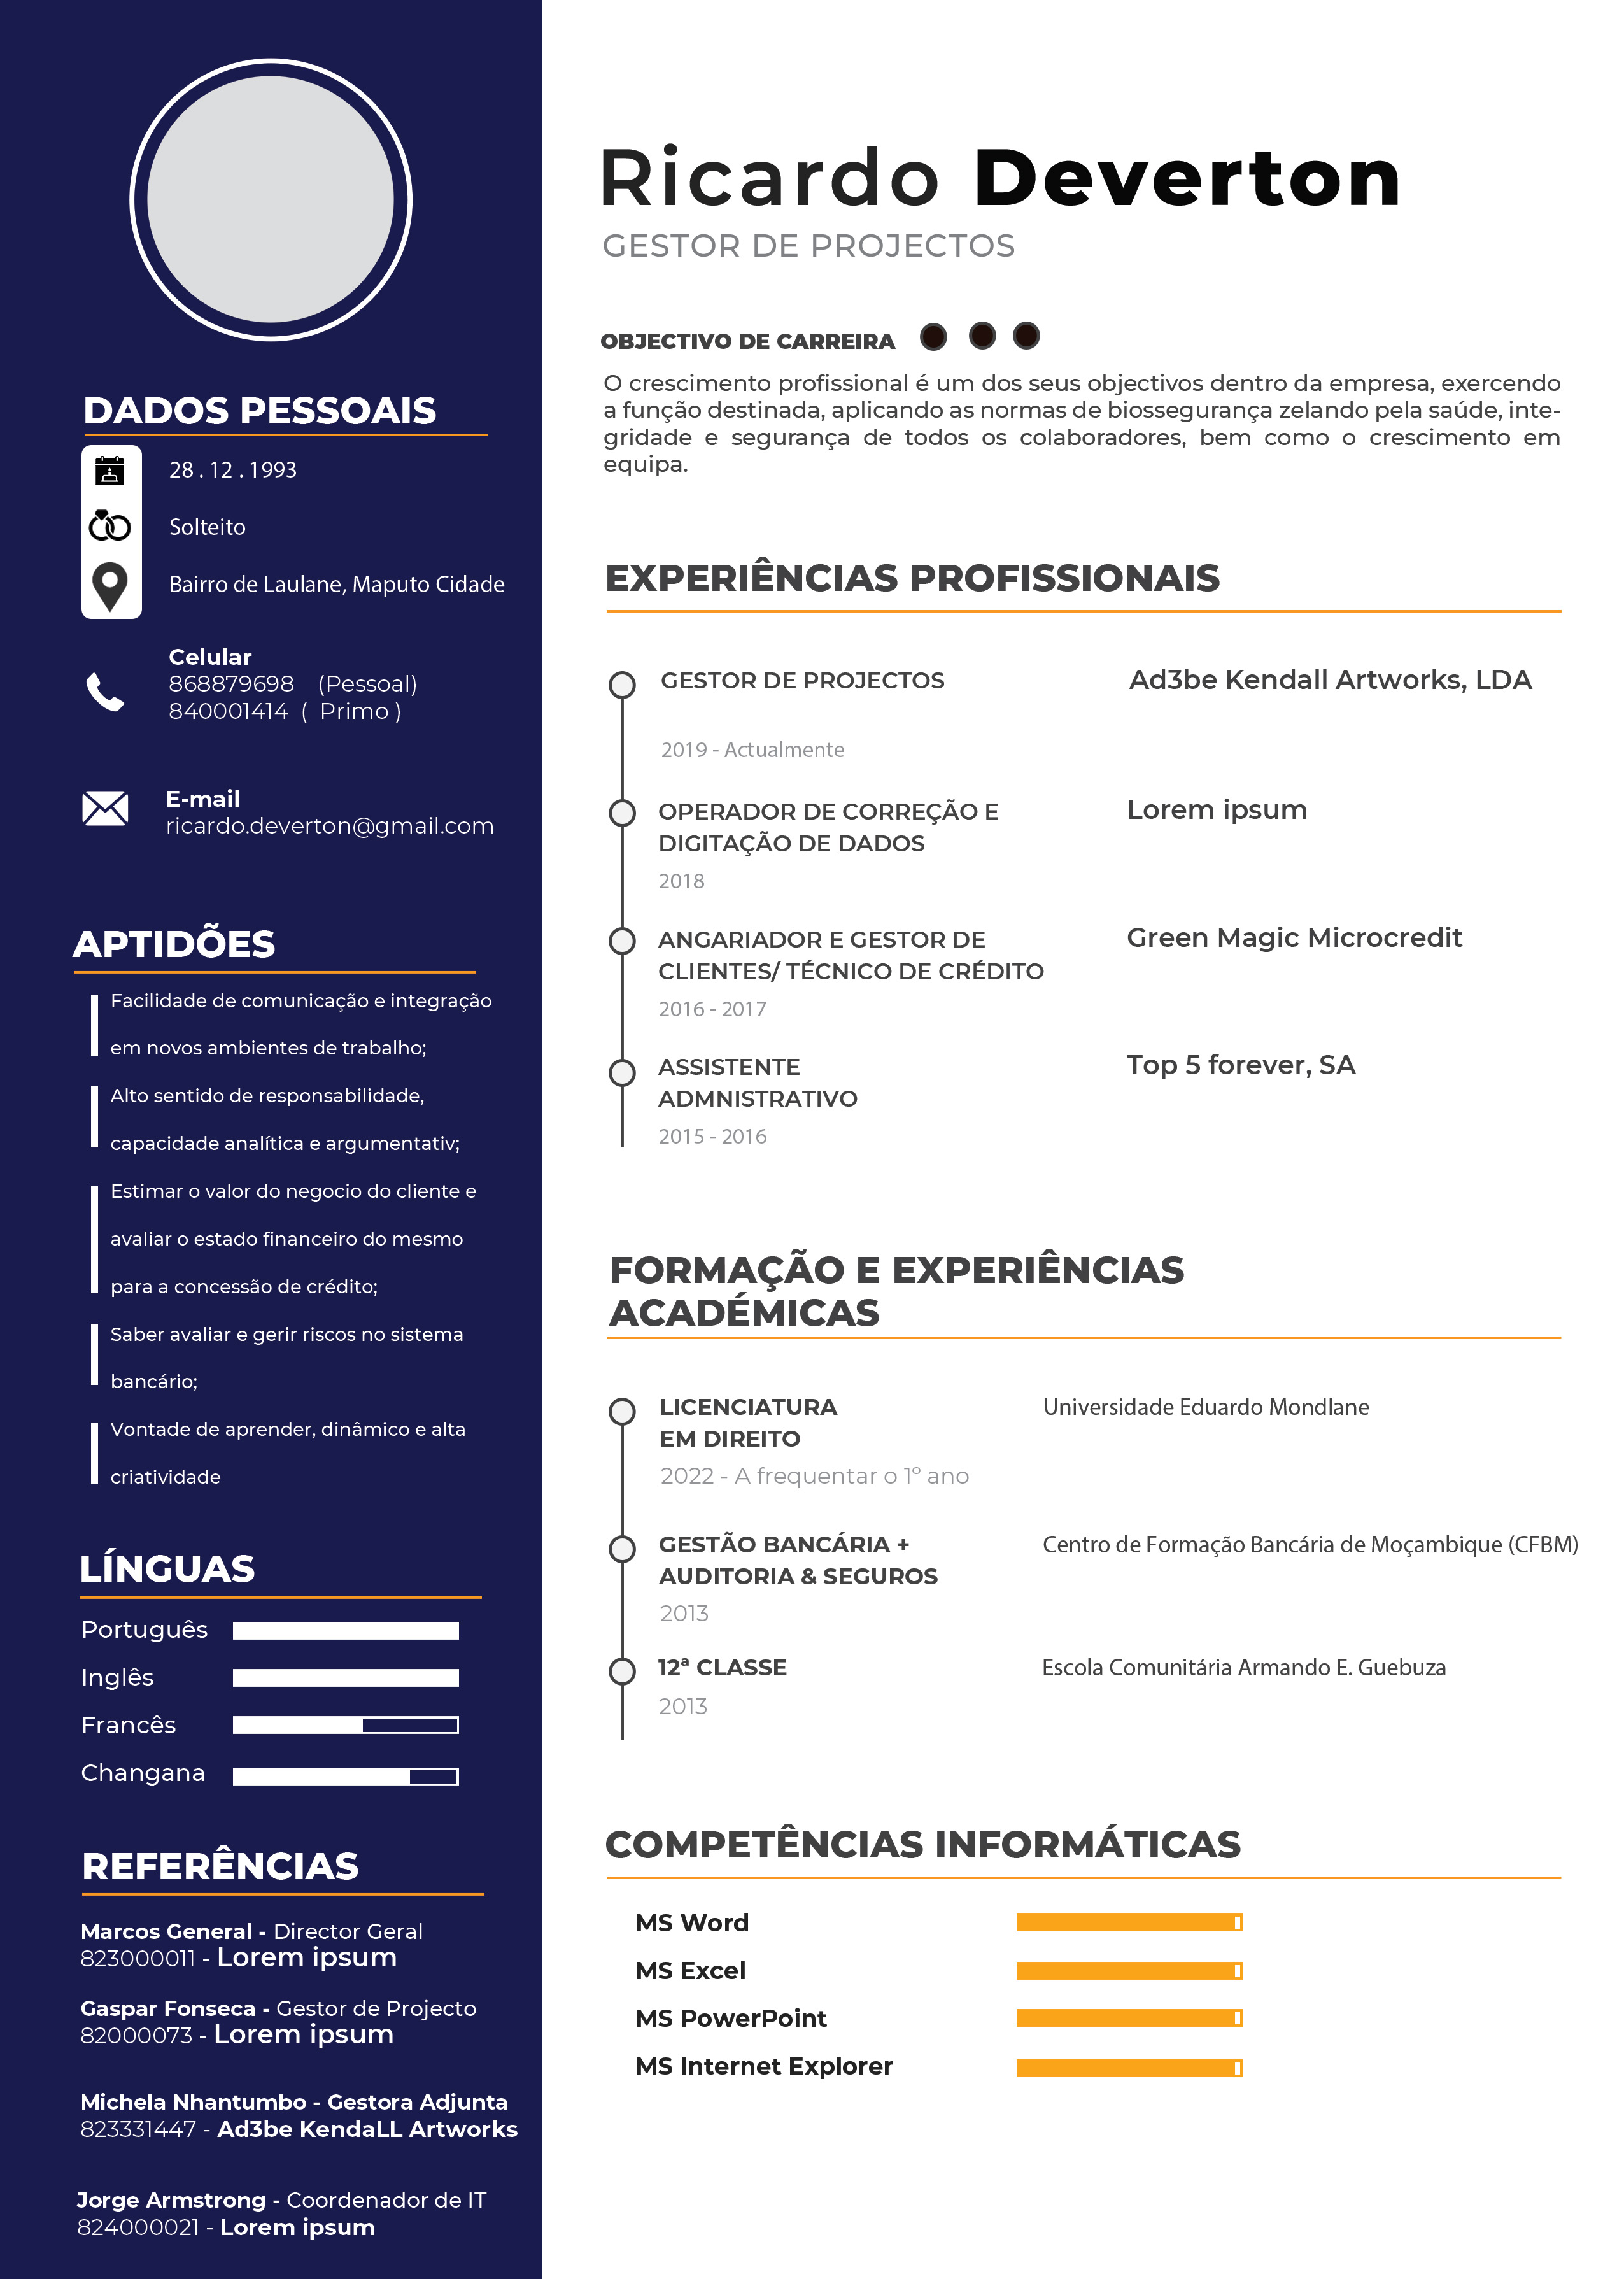 DADOS PESSOAIS
28 . 12 . 1993
Solteito
Bairro de Laulane, Maputo Cidade
Celular
868879698 (Pessoal)
840001414 ( Primo )
E-mail
ricardo.deverton@gmail.com
APTIDÕES
Facilidade de comunicação e integração
em novos ambientes de trabalho;
Alto sentido de responsabilidade,
capacidade analítica e argumentativ;
Estimar o valor do negocio do cliente e
avaliar o estado financeiro do mesmo
para a concessão de crédito;
Saber avaliar e gerir riscos no sistema
bancário;
Vontade de aprender, dinâmico e alta
criatividade
LÍNGUAS
Português
Inglês
Francês
Changana
REFERÊNCIAS
Marcos General - Director Geral
823000011 - Lorem ipsum
Gaspar Fonseca - Gestor de Projecto
82000073 - Lorem ipsum
Michela Nhantumbo - Gestora Adjunta
823331447 - Ad3be KendaLL Artworks
Jorge Armstrong - Coordenador de IT
824000021 - Lorem ipsum
Ricardo Deverton
GESTOR DE PROJECTOS
OBJECTIVO DE CARREIRA
O crescimento profissional é um dos seus objectivos dentro da empresa, exercendo
a função destinada, aplicando as normas de biossegurança zelando pela saúde, inte-
gridade e segurança de todos os colaboradores, bem como o crescimento em
equipa.
EXPERIÊNCIAS PROFISSIONAIS
GESTOR DE PROJECTOS Ad3be Kendall Artworks, LDA
2019 - Actualmente
OPERADOR DE CORREÇÃO E Lorem ipsum
DIGITAÇÃO DE DADOS
2018
ANGARIADOR E GESTOR DE Green Magic Microcredit
CLIENTES/ TÉCNICO DE CRÉDITO
2016 - 2017
ASSISTENTE Top 5 forever, SA
ADMNISTRATIVO
2015 - 2016
FORMAÇÃO E EXPERIÊNCIAS
ACADÉMICAS
LICENCIATURA Universidade Eduardo Mondlane
EM DIREITO
2022 - A frequentar o 1º ano
GESTÃO BANCÁRIA + Centro de Formação Bancária de Moçambique (CFBM)
AUDITORIA & SEGUROS
2013
12ª CLASSE Escola Comunitária Armando E. Guebuza
2013
COMPETÊNCIAS INFORMÁTICAS
MS Word
MS Excel
MS PowerPoint
MS Internet Explorer